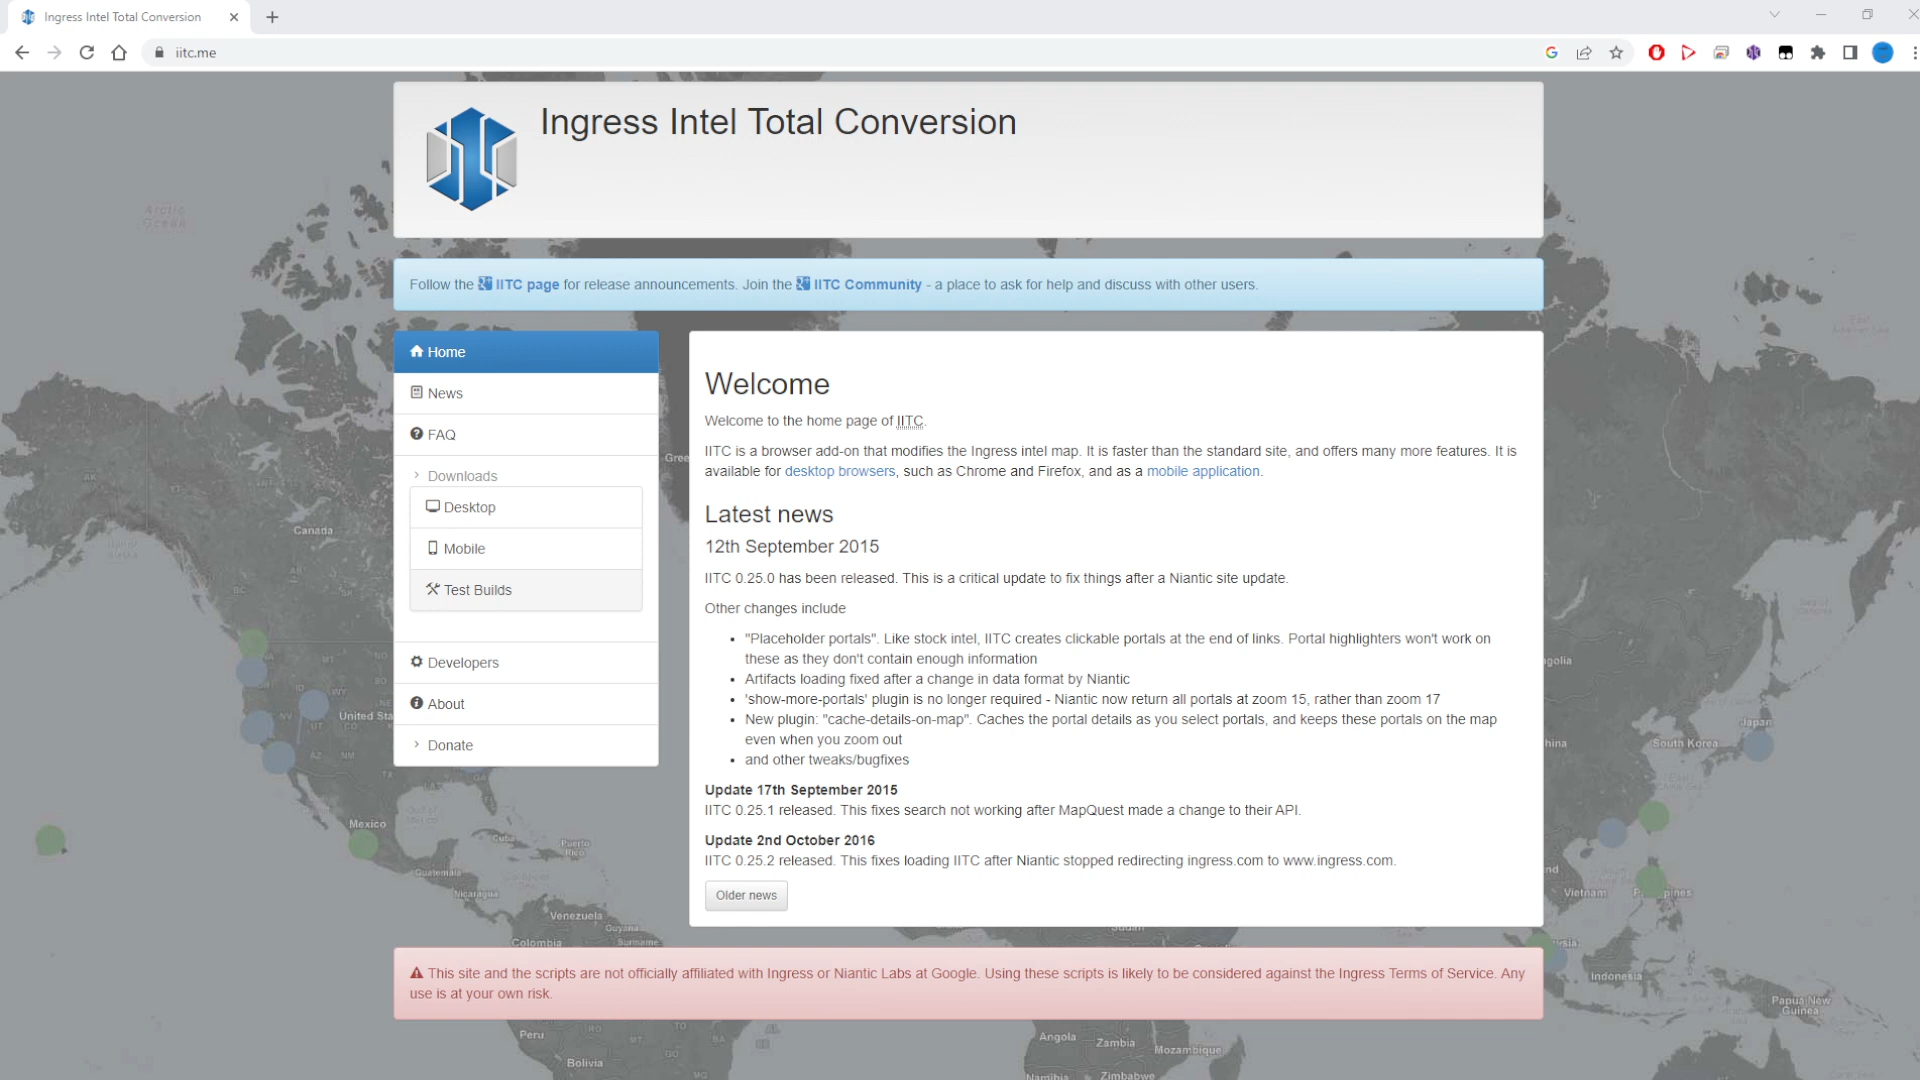 Ingress Intel Total Conversion
iitc.me
Ingress Intel Total Conversion
Follow the IITC page for release announcements. Join the IITC Community - a place to ask for help and discuss with other users.
Home
News
FAQ
Downloads
Desktop
Mobile
Test Builds
Developers
About
Donate
Welcome
Welcome to the home page of IITC.
IITC is a browser add-on that modifies the Ingress intel map. It is faster than the standard site, and offers many more features. It is
available for desktop browsers, such as Chrome and Firefox, and as a mobile application.
Latest news
12th September 2015
IITC 0.25.0 has been released. This is a critical update to fix things after a Niantic site update.
Other changes include
• "Placeholder portals". Like stock intel, IITC creates clickable portals at the end of links. Portal highlighters won't work on
these as they don't contain enough information
• Artifacts loading fixed after a change in data format by Niantic
• 'show-more-portals' plugin is no longer required - Niantic now return all portals at zoom 15, rather than zoom 17
• New plugin: "cache-details-on-map". Caches the portal details as you select portals, and keeps these portals on the map
even when you zoom out
• and other tweaks/bugfixes
Update 17th September 2015
IITC 0.25.1 released. This fixes search not working after MapQuest made a change to their API.
Update 2nd October 2016
IITC 0.25.2 released. This fixes loading IITC after Niantic stopped redirecting ingress.com to www.ingress.com.
Older news
This site and the scripts are not officially affiliated with Ingress or Niantic Labs at Google. Using these scripts is likely to be considered against the Ingress Terms of Service. Any
use is at your own risk.
Arctic
Ocean
Canada
United Sta
Mexico
Cuba
Puerto
Rico
Guatemala
Nicaragua
Venezuela
Guyana
Colombia
Suriname
Peru
Bolivia
Angola
Zambia
Mozambique
Namibia
Zimbabwe
Gree
ngolia
hina
South Korea
Japan
Vietnam
Indonesia
Papua New
Guinea